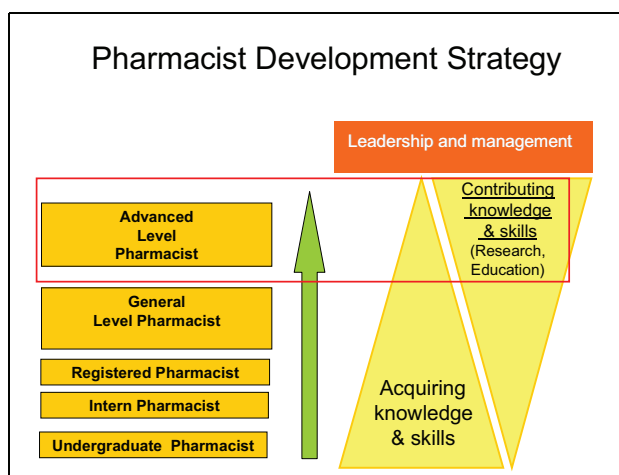 Pharmacist Development Strategy
Leadership and management
Advanced
Level
Pharmacist
General
Level Pharmacist
Registered Pharmacist
Intern Pharmacist
Undergraduate Pharmacist
Contributing
knowledge
& skills
(Research,
Education)
Acquiring
knowledge
& skills